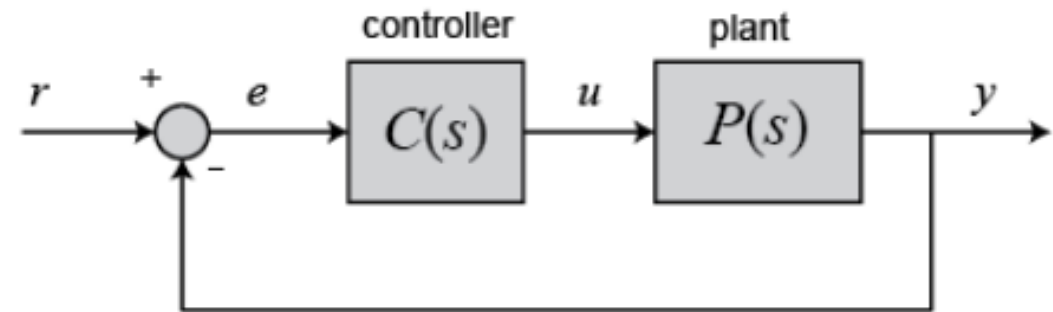 controller
plant
r
+
e
C(s)
u
P(s)
y
-